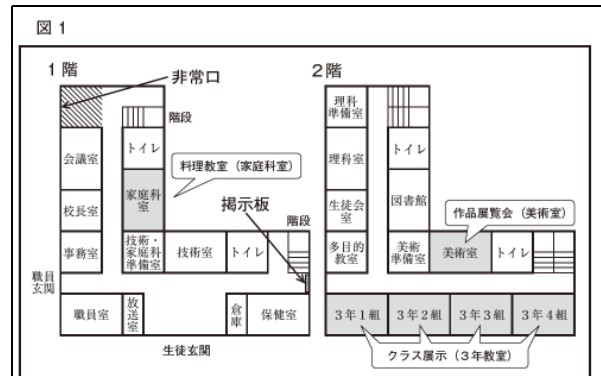 図1
1階
非常口
階段
会議室
トイレ
料理教室（家庭科室）
家庭科
室
校長室
掲示板
階段
事務室
技術・
家庭科
準備室
技術室
トイレ
職員
玄関
職員室
放
送
室
倉
庫
保健室
生徒玄関
2階
理科
準備室
理科室
トイレ
生徒会
室
図書館
作品展覧会（美術室）
多目的
教室
美術
準備室
美術室
トイレ
3年1組
3年2組
3年3組
3年4組
クラス展示（3年教室）